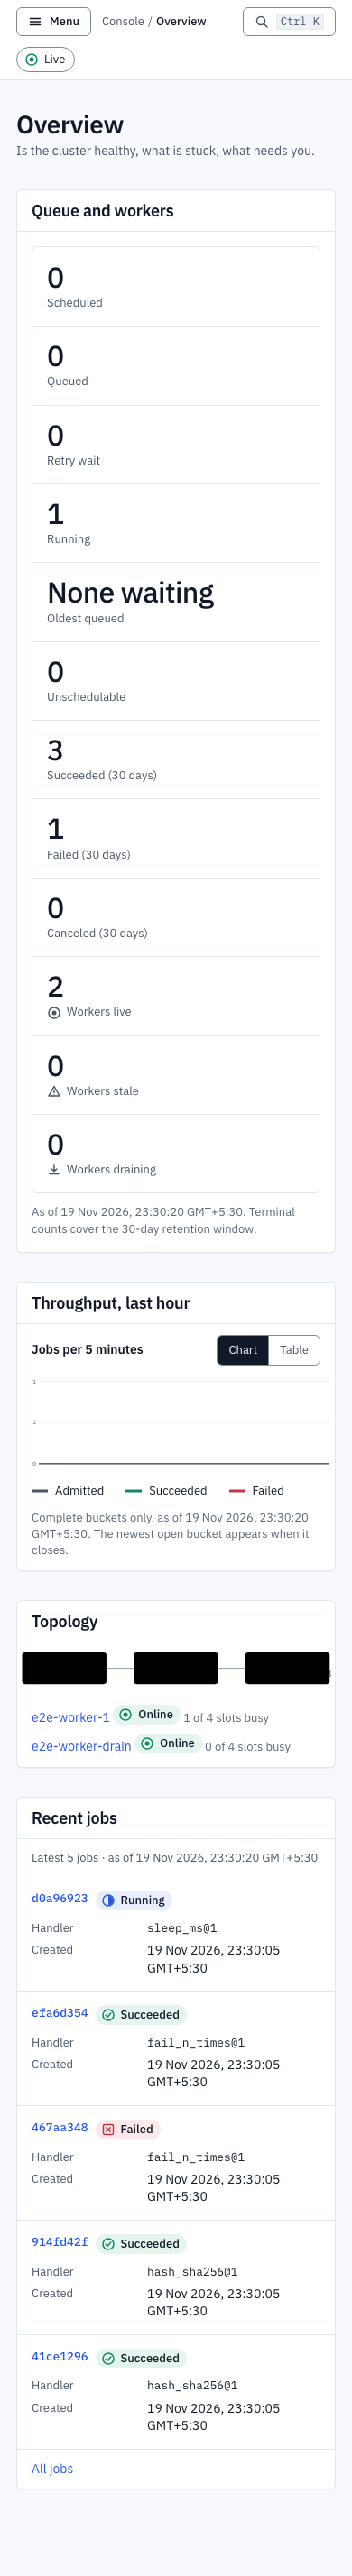 Menu
Console / Overview
Ctrl K
Live
Overview
Is the cluster healthy, what is stuck, what needs you.
Queue and workers
0
Scheduled
0
Queued
0
Retry wait
1
Running
None waiting
Oldest queued
0
Unschedulable
3
Succeeded (30 days)
1
Failed (30 days)
0
Canceled (30 days)
2
Workers live
0
Workers stale
0
Workers draining
As of 19 Nov 2026, 23:30:20 GMT+5:30. Terminal
counts cover the 30-day retention window.
Throughput, last hour
Jobs per 5 minutes
Chart
Table
1
1
0
Admitted
Succeeded
Failed
Complete buckets only, as of 19 Nov 2026, 23:30:20
GMT+5:30. The newest open bucket appears when it
closes.
Topology
e2e-worker-1 Online 1 of 4 slots busy
e2e-worker-drain Online 0 of 4 slots busy
Recent jobs
Latest 5 jobs · as of 19 Nov 2026, 23:30:20 GMT+5:30
d0a96923 Running
Handler sleep_ms@1
Created 19 Nov 2026, 23:30:05
GMT+5:30
efa6d354 Succeeded
Handler fail_n_times@1
Created 19 Nov 2026, 23:30:05
GMT+5:30
467aa348 Failed
Handler fail_n_times@1
Created 19 Nov 2026, 23:30:05
GMT+5:30
914fd42f Succeeded
Handler hash_sha256@1
Created 19 Nov 2026, 23:30:05
GMT+5:30
41ce1296 Succeeded
Handler hash_sha256@1
Created 19 Nov 2026, 23:30:05
GMT+5:30
All jobs